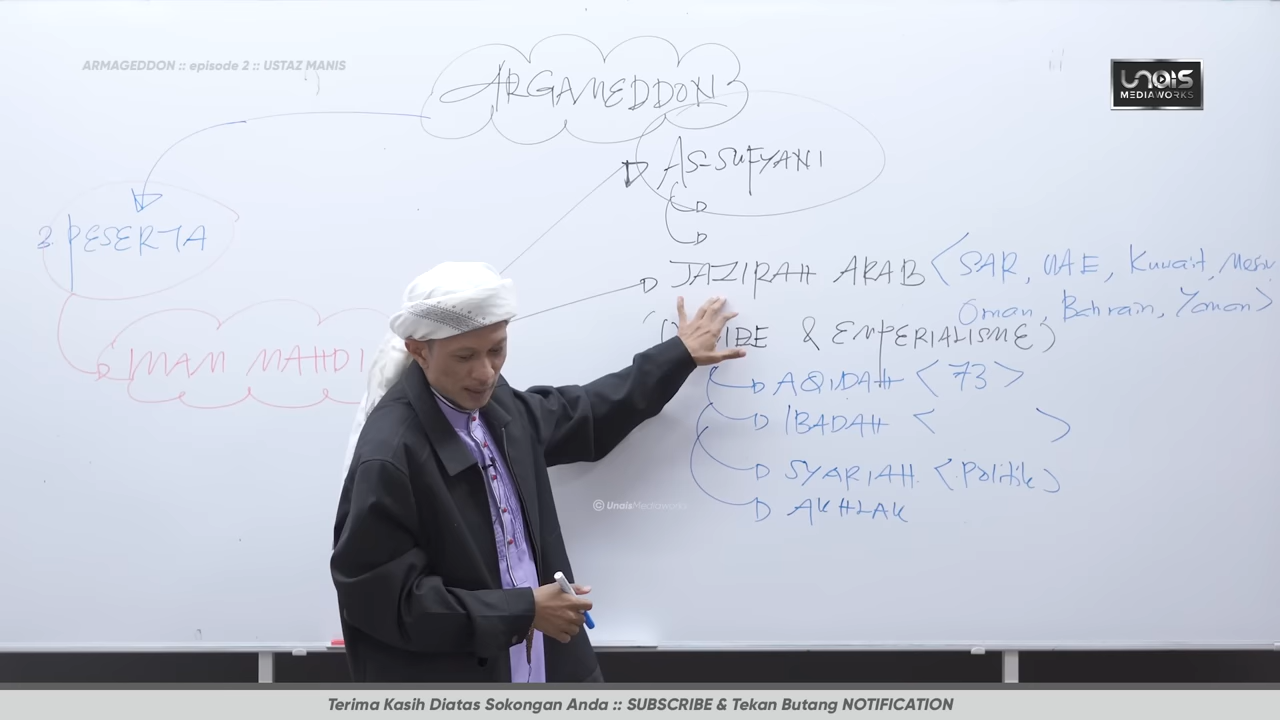 ARMAGEDDON :: episode 2 :: USTAZ MANIS
UNAIS
MEDIAWORKS
ARGAMEDDON
AS-SUFYANI
3. PESERTA
JAZIRAH ARAB < SAR, UAE, Kuwait, Mesir
Oman, Bahrain, Yaman >
IMAM MAHDI
& EMPERIALISME )
AQIDAH < 73 >
IBADAH < >
SYARIAH < Politik >
AKHLAK
© UnaisMediaworks
Terima Kasih Diatas Sokongan Anda :: SUBSCRIBE & Tekan Butang NOTIFICATION